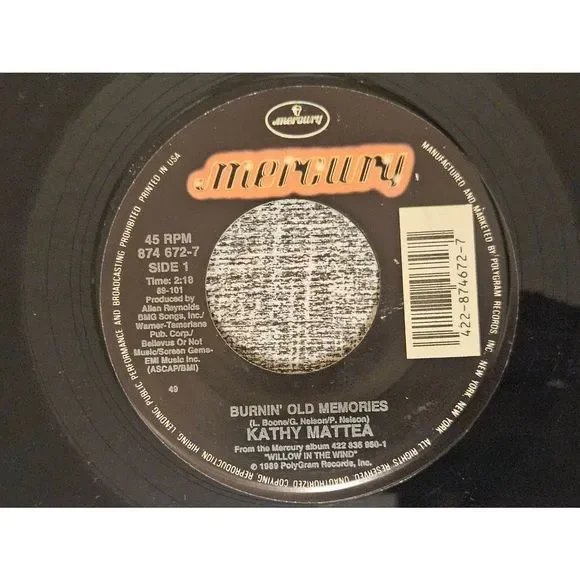 mercury
mercury
45 RPM
874 672-7
SIDE 1
Time: 2:18
89-101
Produced by
Allen Reynolds
BMG Songs, Inc./
Warner-Tamerlane
Pub. Corp./
Believus Or Not
Music/Screen Gems-
EMI Music Inc.
(ASCAP/BMI)
49
422-874672-7
BURNIN' OLD MEMORIES
(L. Boone/G. Nelson/P. Nelson)
KATHY MATTEA
From the Mercury album 422 836 950-1
"WILLOW IN THE WIND"
℗ 1989 PolyGram Records, Inc.
MANUFACTURED AND MARKETED BY POLYGRAM RECORDS INC. NEW YORK, NEW YORK. ALL RIGHTS RESERVED. UNAUTHORIZED COPYING, REPRODUCTION, HIRING, LENDING, PUBLIC PERFORMANCE AND BROADCASTING PROHIBITED. PRINTED IN USA